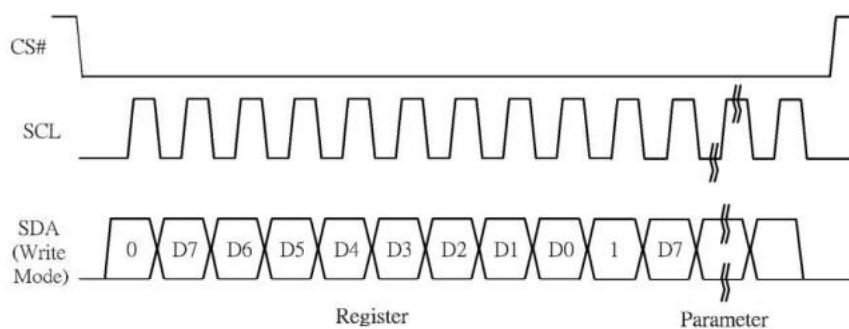 CS#
SCL
SDA
(Write
Mode)
0 D7 D6 D5 D4 D3 D2 D1 D0 1 D7
Register Parameter